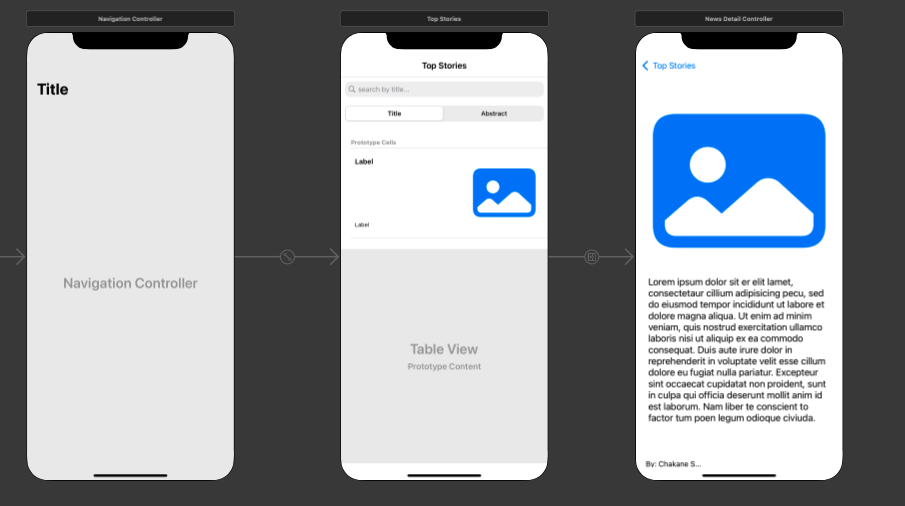 Navigation Controller
Title
Navigation Controller
Top Stories
Top Stories
search by title...
Title Abstract
Prototype Cells
Label
Label
Table View
Prototype Content
News Detail Controller
Top Stories
Lorem ipsum dolor sit er elit lamet,
consectetaur cillium adipisicing pecu, sed
do eiusmod tempor incididunt ut labore et
dolore magna aliqua. Ut enim ad minim
veniam, quis nostrud exercitation ullamco
laboris nisi ut aliquip ex ea commodo
consequat. Duis aute irure dolor in
reprehenderit in voluptate velit esse cillum
dolore eu fugiat nulla pariatur. Excepteur
sint occaecat cupidatat non proident, sunt
in culpa qui officia deserunt mollit anim id
est laborum. Nam liber te conscient to
factor tum poen legum odioque civiuda.
By: Chakane S...